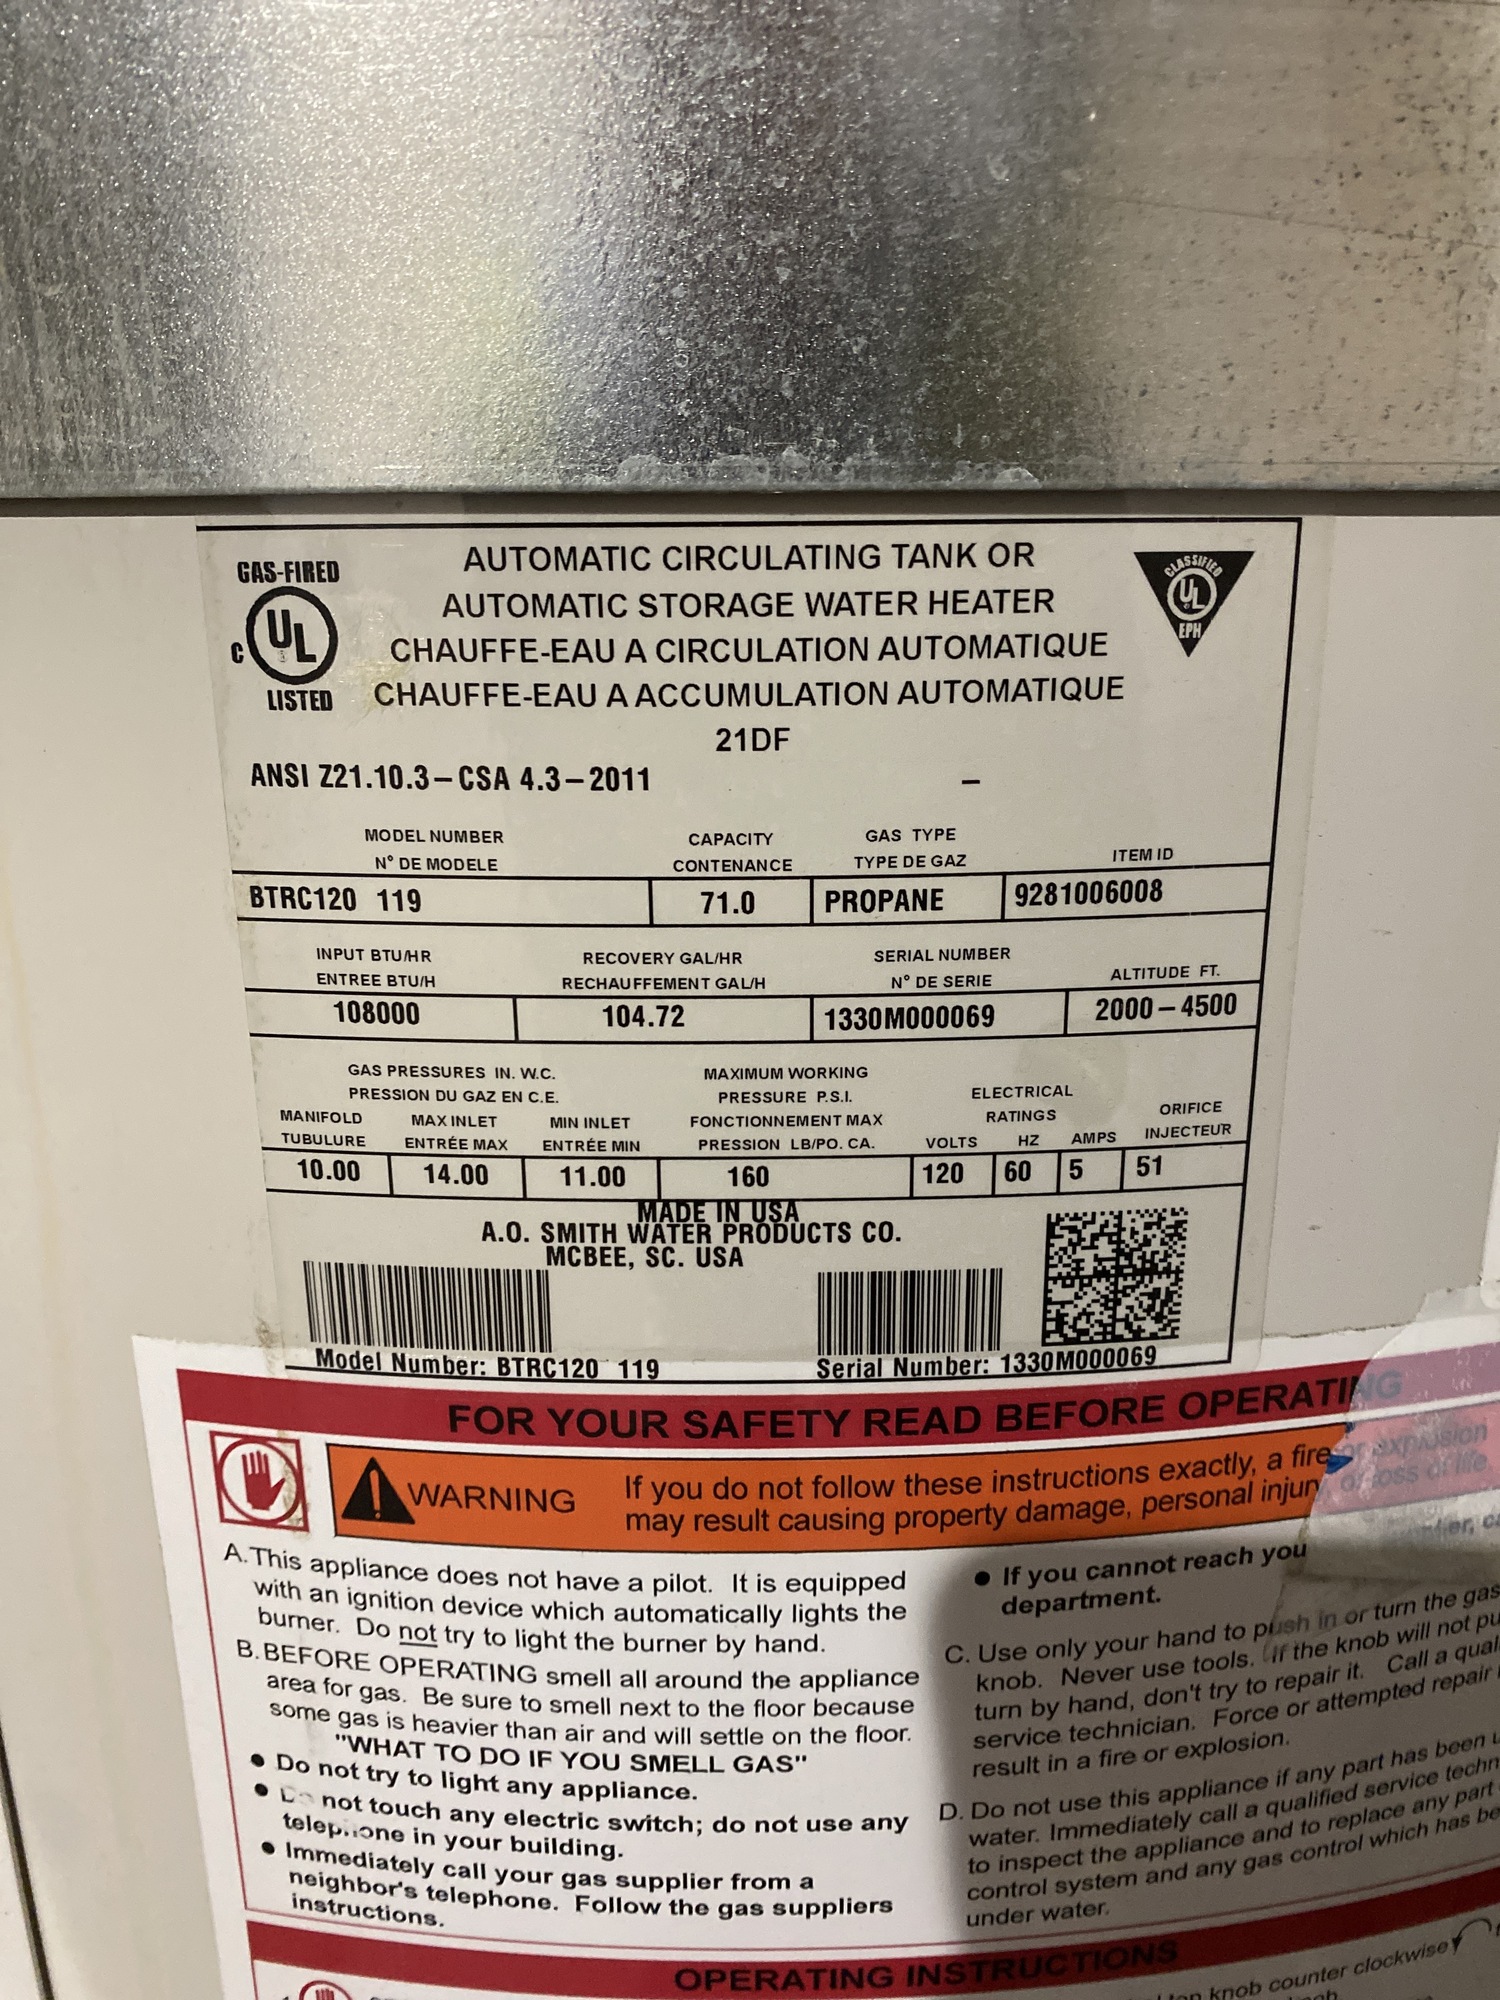 GAS-FIRED
C UL
LISTED
AUTOMATIC CIRCULATING TANK OR
AUTOMATIC STORAGE WATER HEATER
CHAUFFE-EAU A CIRCULATION AUTOMATIQUE
CHAUFFE-EAU A ACCUMULATION AUTOMATIQUE
21DF
CLASSIFIED
UL
EPH
ANSI Z21.10.3–CSA 4.3–2011 –
MODEL NUMBER CAPACITY GAS TYPE
N° DE MODELE CONTENANCE TYPE DE GAZ ITEM ID
BTRC120 119 71.0 PROPANE 9281006008
INPUT BTU/HR RECOVERY GAL/HR SERIAL NUMBER
ENTREE BTU/H RECHAUFFEMENT GAL/H N° DE SERIE ALTITUDE FT.
108000 104.72 1330M000069 2000–4500
GAS PRESSURES IN. W.C. MAXIMUM WORKING
PRESSION DU GAZ EN C.E. PRESSURE P.S.I. ELECTRICAL
MANIFOLD MAX INLET MIN INLET FONCTIONNEMENT MAX RATINGS ORIFICE
TUBULURE ENTRÉE MAX ENTRÉE MIN PRESSION LB/PO. CA. VOLTS HZ AMPS INJECTEUR
10.00 14.00 11.00 160 120 60 5 51
MADE IN USA
A.O. SMITH WATER PRODUCTS CO.
MCBEE, SC. USA
Model Number: BTRC120 119 Serial Number: 1330M000069
FOR YOUR SAFETY READ BEFORE OPERATING
WARNING
If you do not follow these instructions exactly, a fire or explosion
may result causing property damage, personal injury or loss of life.
A. This appliance does not have a pilot. It is equipped
with an ignition device which automatically lights the
burner. Do not try to light the burner by hand.
B. BEFORE OPERATING smell all around the appliance
area for gas. Be sure to smell next to the floor because
some gas is heavier than air and will settle on the floor.
"WHAT TO DO IF YOU SMELL GAS"
• Do not try to light any appliance.
• Do not touch any electric switch; do not use any
telephone in your building.
• Immediately call your gas supplier from a
neighbor's telephone. Follow the gas suppliers
instructions.
• If you cannot reach you
department.
C. Use only your hand to push in or turn the gas
knob. Never use tools. If the knob will not pu
turn by hand, don't try to repair it. Call a qual
service technician. Force or attempted repair
result in a fire or explosion.
D. Do not use this appliance if any part has been u
water. Immediately call a qualified service techn
to inspect the appliance and to replace any part
control system and any gas control which has be
under water.
OPERATING INSTRUCTIONS
knob counter clockwise